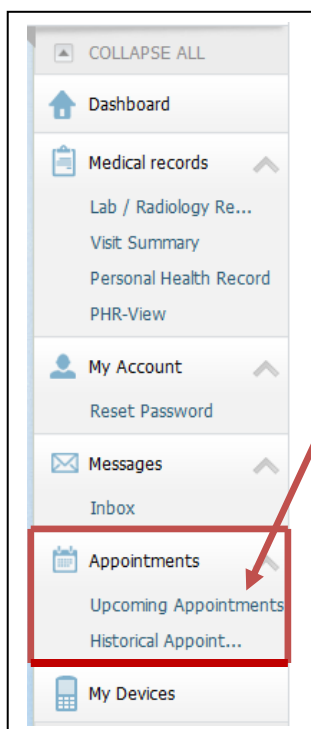 COLLAPSE ALL
Dashboard
Medical records
Lab / Radiology Re...
Visit Summary
Personal Health Record
PHR-View
My Account
Reset Password
Messages
Inbox
Appointments
Upcoming Appointments
Historical Appoint...
My Devices